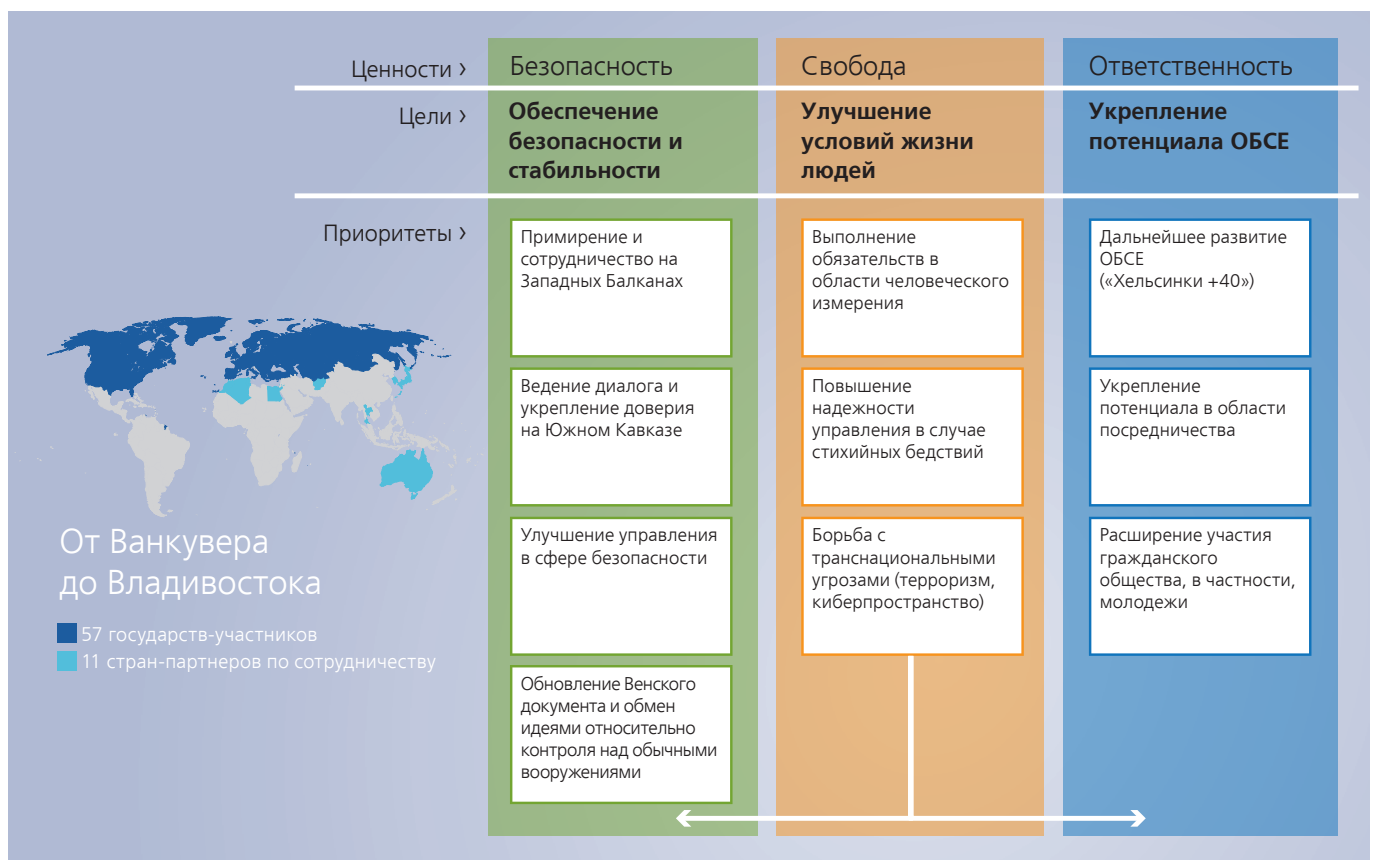 Ценности ›
Безопасность
Свобода
Ответственность
Цели ›
Обеспечение
безопасности и
стабильности
Улучшение
условий жизни
людей
Укрепление
потенциала ОБСЕ
Приоритеты ›
Примирение и
сотрудничество на
Западных Балканах
Ведение диалога и
укрепление доверия
на Южном Кавказе
Улучшение управления
в сфере безопасности
Обновление Венского
документа и обмен
идеями относительно
контроля над обычными
вооружениями
Выполнение
обязательств в
области человеческого
измерения
Повышение
надежности
управления в случае
стихийных бедствий
Борьба с
транснациональными
угрозами (терроризм,
киберпространство)
Дальнейшее развитие
ОБСЕ
(«Хельсинки +40»)
Укрепление
потенциала в области
посредничества
Расширение участия
гражданского
общества, в частности,
молодежи
От Ванкувера
до Владивостока
57 государств-участников
11 стран-партнеров по сотрудничеству